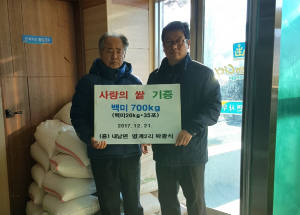 사랑의 쌀 기증
백미 700kg
(백미20kg*35포)
2017. 12. 21.
(증) 내남면 명계2리 박광식